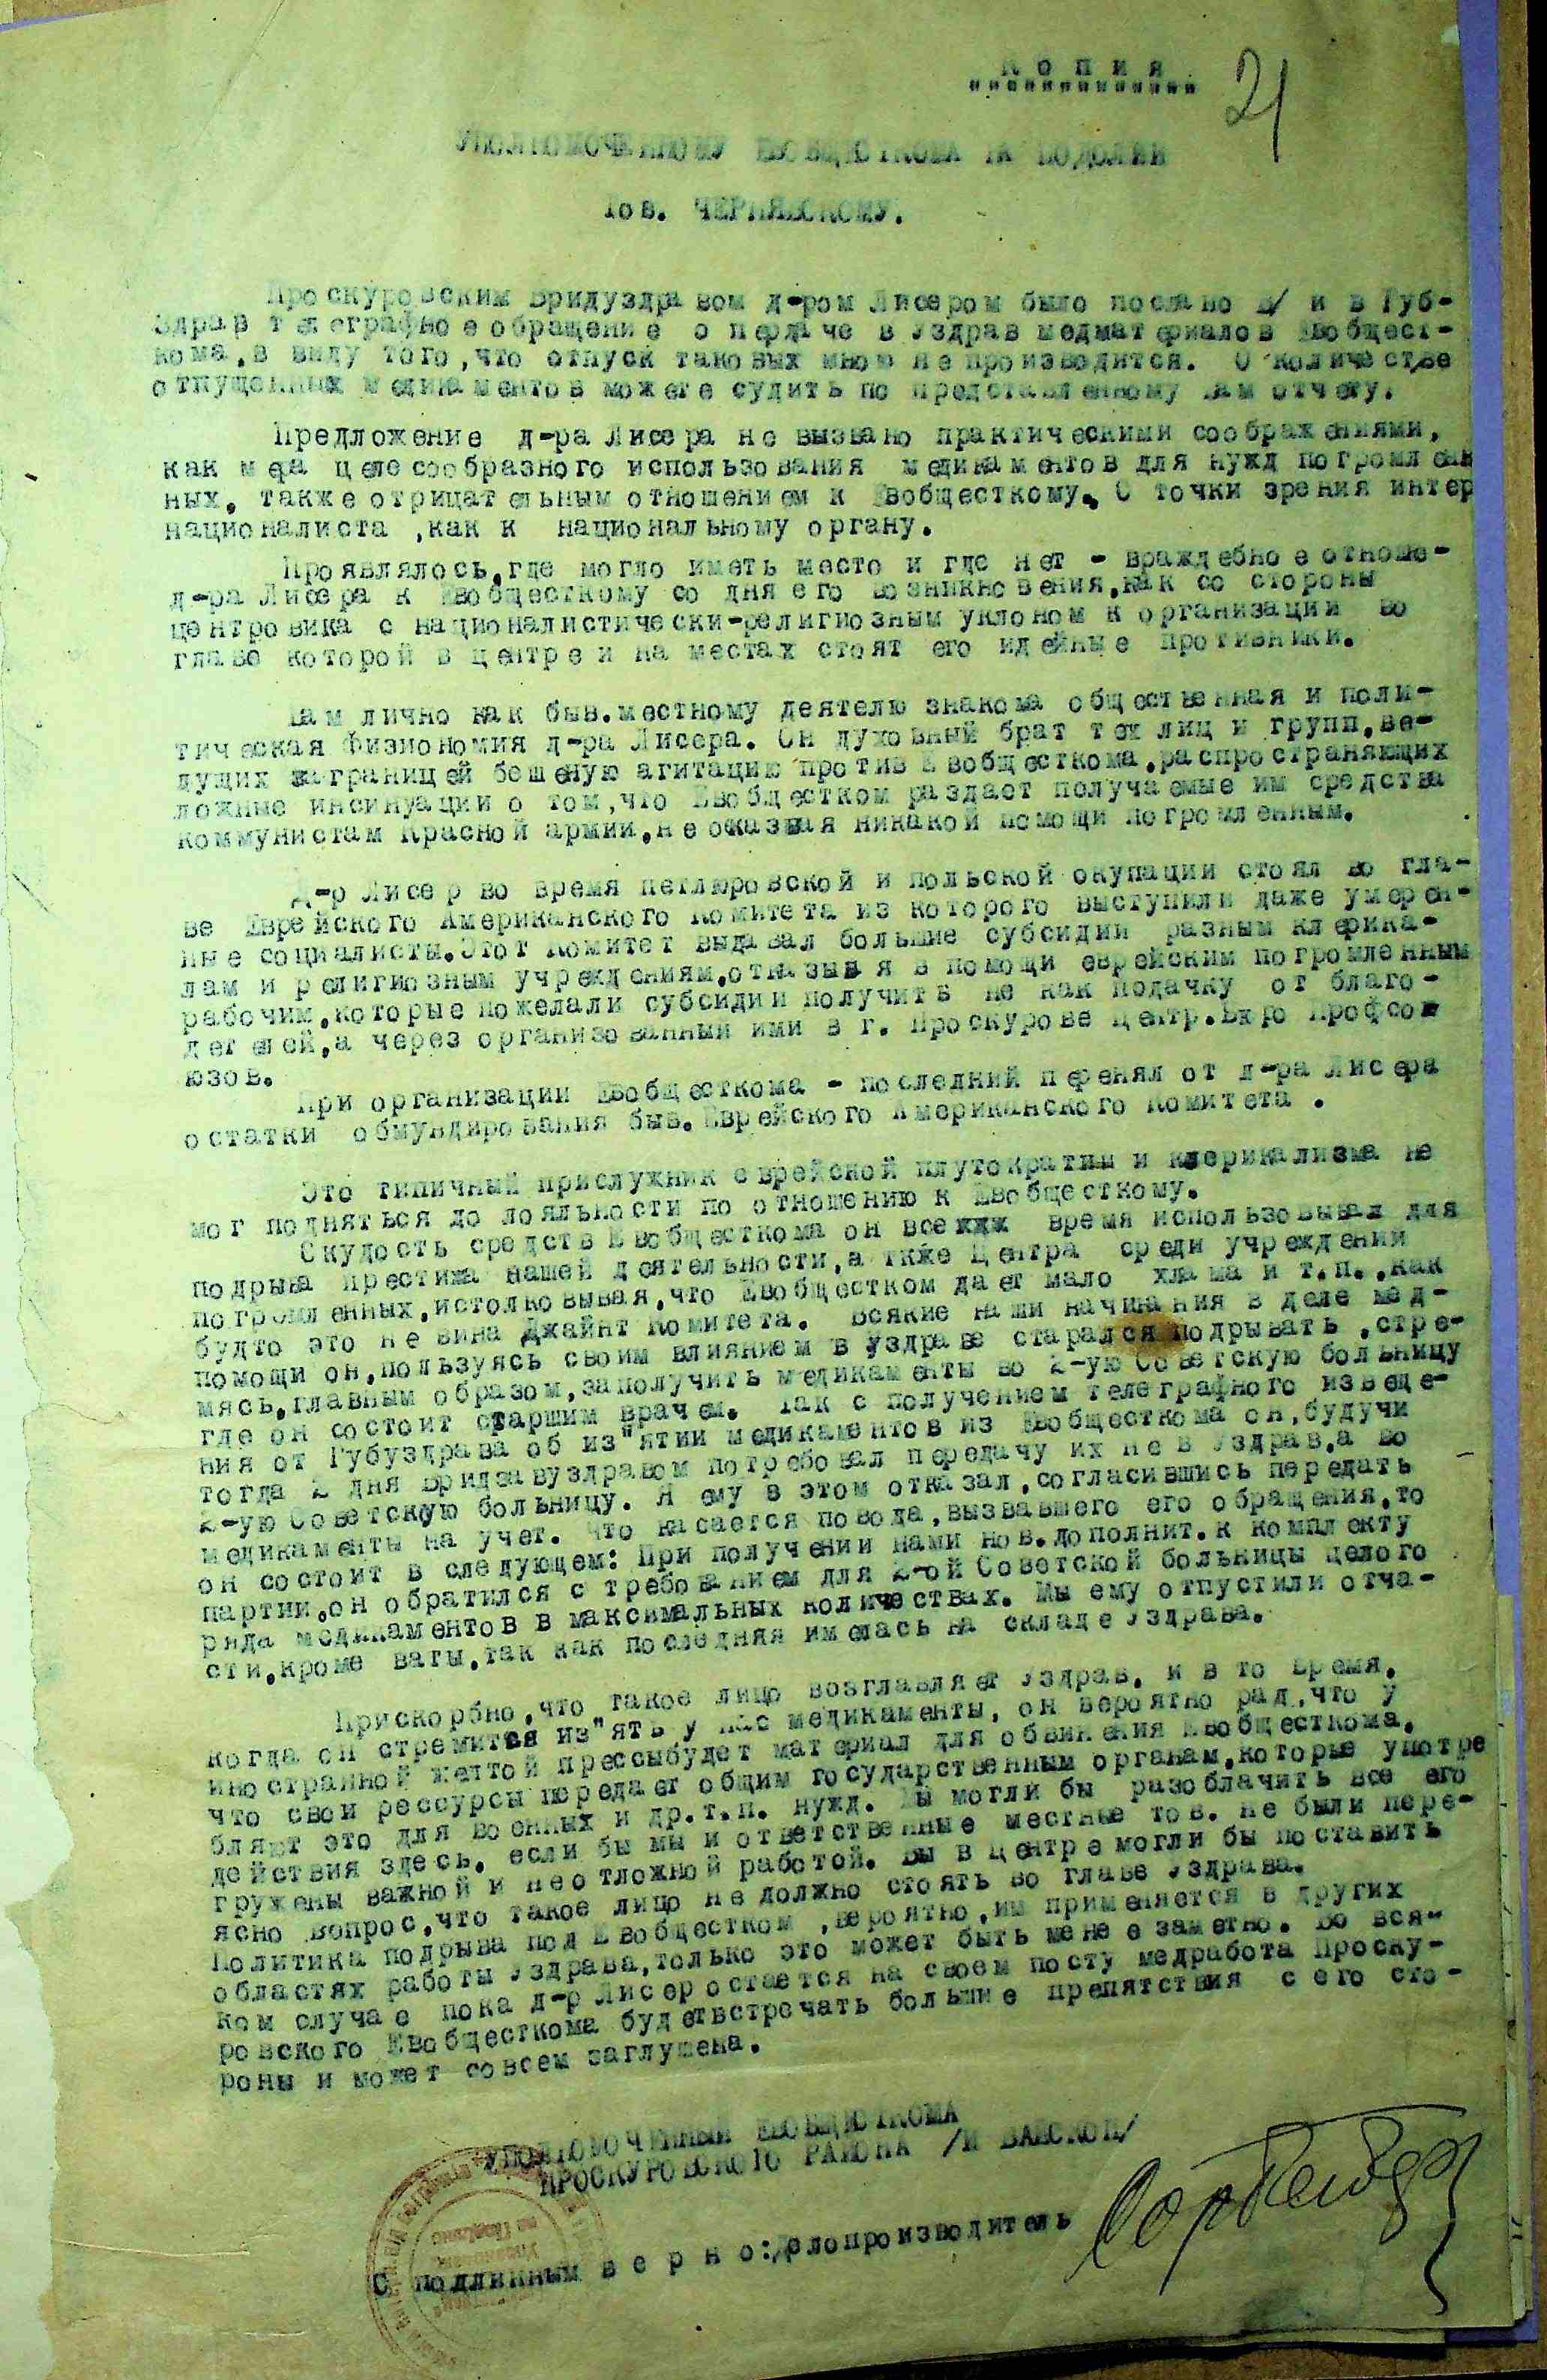 К О П И Я
21
УПОЛНОМОЧЕННОМУ ЕВОБЩЕСТКОМА НА ПОДОЛИИ
Тов. ЧЕРНЯВСКОМУ.
Проскуровским Вридуздравом д-ром Лисером было послано в/ и в Губ-
здрав телеграфное обращение о передаче в Уздрав медматериалов Евобщест-
кома, в виду того, что отпуск таковых мною не производится. О количестве
отпущенных медикаментов можете судить по представленному Вам отчету.
Предложение д-ра Лисера не вызвано практическими соображениями,
как мера целесообразного использования медикаментов для нужд погромлен
ных, также отрицательным отношением к Евобщесткому. С точки зрения интер
националиста, как к национальному органу.
Проявлялось, где могло иметь место и где нет - враждебное отноше-
д-ра Лисера к Евобщесткому со дня его возникновения, как со стороны
центровика с националистически-религиозным уклоном к организации во
главе которой в центре и на местах стоят его идейные противники.
Вам лично как быв. местному деятелю знакома общественная и поли-
тическая физиономия д-ра Лисера. Он духовный брат тех лиц и групп, ве-
дущих заграницей бешеную агитацию против Евобщесткома, распространяющих
ложные инсинуации о том, что Евобщестком раздает получаемые им средства
коммунистам Красной армии, не оказывая никакой помощи погромленным.
Д-р Лисер во время петлюровской и польской окупации стоял во гла-
ве Еврейского Американского Комитета из которого выступили даже умерен-
ные социалисты. Этот Комитет выдавал большие субсидии разным клерика-
лам и религиозным учреждениям, отказывая в помощи еврейским погромленным
рабочим, которые пожелали субсидии получить не как подачку от благо-
детелей, а через организованный ими в г. Проскурове Центр. Бюро Профсо
юзов.
При организации Евобщесткома - последний перенял от д-ра Лисера
остатки обмундирования быв. Еврейского Американского Комитета.
Это типичный прислужник еврейской плутократии и клерикализма не
мог подняться до лояльности по отношению к Евобщесткому.
Скудость средств Евобщесткома он все время использовывал для
подрыва престижа нашей деятельности, а ткже Центра среди учреждений
погромленных, истолковывая, что Евобщестком дает мало хлама и т.п., как
будто это не вина Джайнт Комитета. Всякие наши начинания в деле мед-
помощи он, пользуясь своим влиянием в уздраве старался подрывать, стре-
мясь, главным образом, заполучить медикаменты во 2-ую Советскую больницу
где он состоит старшим врачем. Так с получением телеграфного изведе-
ния от Губуздрава об из"ятии медикаментов из Евобщесткома он, будучи
тогда 2 дня Вридзавуздравом потребовал передачу их не в Уздрав, а во
2-ую Советскую больницу. Я ему в этом отказал, согласившись передать
медикаменты на учет. Что касается повода, вызвавшего его обращения, то
он состоит в следующем: При получении нами нов. дополнит. к комплекту
партии, он обратился с требованием для 2-ой Советской больницы целого
ряда медикаментов в максимальных количествах. Мы ему отпустили отча-
сти, кроме ваты, так как последняя имелась на складе Уздрава.
Прискорбно, что такое лицо возглавляет Уздрав, и в то время,
когда он стремится из"ять у нас медикаменты, он вероятно рад, что у
иностранной желтой прессыбудет материал для обвинения Евобщесткома,
что свои рессурсы передает общим государственным органам, которые употре
бляют это для военных и др.т.п. нужд. Мы могли бы разоблачить все его
действия здесь, если бы мы и ответственные местные тов. не были пере-
гружены важной и неотложной работой. Вы в Центре могли бы поставить
ясно вопрос, что такое лицо не должно стоять во главе Уздрава.
Политика подрыва под Евобщестком, вероятно, им применяется в других
областях работы Уздрава, только это может быть менее заметно. Во вся-
ком случае пока д-р Лисер остается на своем посту медработа Проску-
ровского Евобщесткома будетвстречать большие препятствия с его сто-
роны и может совсем заглушена.
УПОЛНОМОЧЕННЫЙ ЕВОБЩЕСТКОМА
ПРОСКУРОВСКОГО РАЙОНА
С подлинным в е р н о: Делопроизводитель